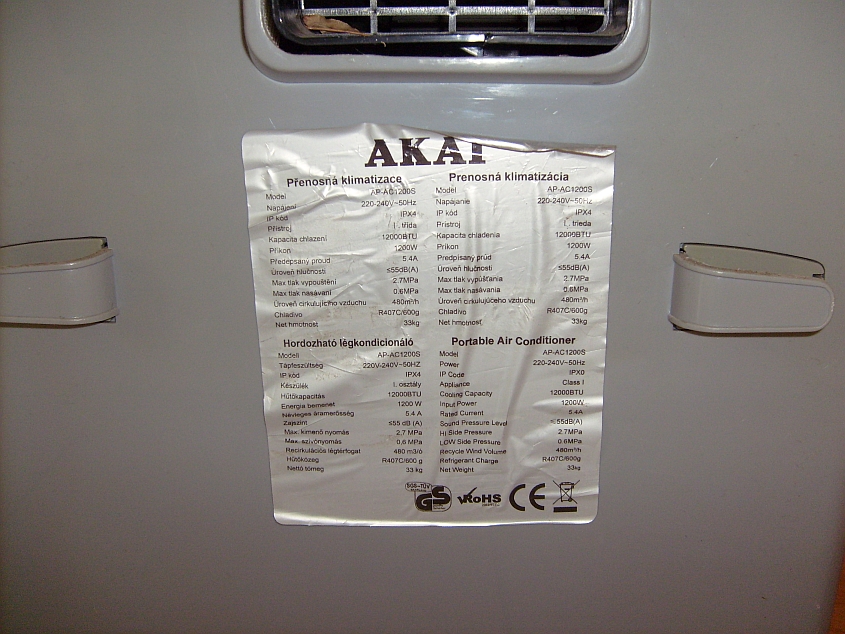 AKAI
Přenosná klimatizace
Model AP-AC1200S
Napájení 220-240V~50Hz
IP kód IPX4
Přístroj I . třída
Kapacita chlazení 12000BTU
Příkon 1200W
Předepsaný proud 5.4A
Úroveň hlučnosti ≤55dB(A)
Max tlak vypouštění 2.7MPa
Max tlak nasávaní 0.6MPa
Úroveň cirkulujícího vzduchu 480m³/h
Chladivo R407C/600g
Net hmotnost 33kg
Prenosná klimatizácia
Model AP-AC1200S
Napájanie 220-240V~50Hz
IP kód IPX4
Prístroj I . trieda
Kapacita chladenia 12000BTU
Príkon 1200W
Predpísaný prúd 5.4A
Úroveň hlučnosti ≤55dB(A)
Max tlak vypúštania 2.7MPa
Max tlak nasávania 0.6MPa
Úroveň cirkulujúceho vzduchu 480m³/h
Chladivo R407C/600g
Net hmotnosť 33kg
Hordozható légkondicionáló
Modell AP-AC1200S
Tápfeszültség 220V-240V~50HZ
IP kód IPX4
Készülék I. osztály
Hűtőkapacitás 12000BTU
Energia bemenet 1200 W
Névleges áramerősség 5.4 A
Zajszint ≤55 dB (A)
Max. kimenő nyomás 2,7 MPa
Max. szívónyomás 0,6 MPa
Recirkulációs légtérfogat 480 m3/ó
Hűtőközeg R407C/600 g
Nettó tömeg 33 kg
Portable Air Conditioner
Model AP-AC1200S
Power 220-240V~50Hz
IP Code IPX0
Appliance Class I
Cooling Capacity 12000BTU
Input Power 1200W
Rated Current 5.4A
Sound Pressure Level ≤55dB(A)
Hi Side Pressure 2.7MPa
LOW Side Pressure 0.6MPa
Recycle Wind Volume 480m³/h
Refrigerant Charge R407C/600g
Net Weight 33kg
SGS-TÜV
GS RoHS CE